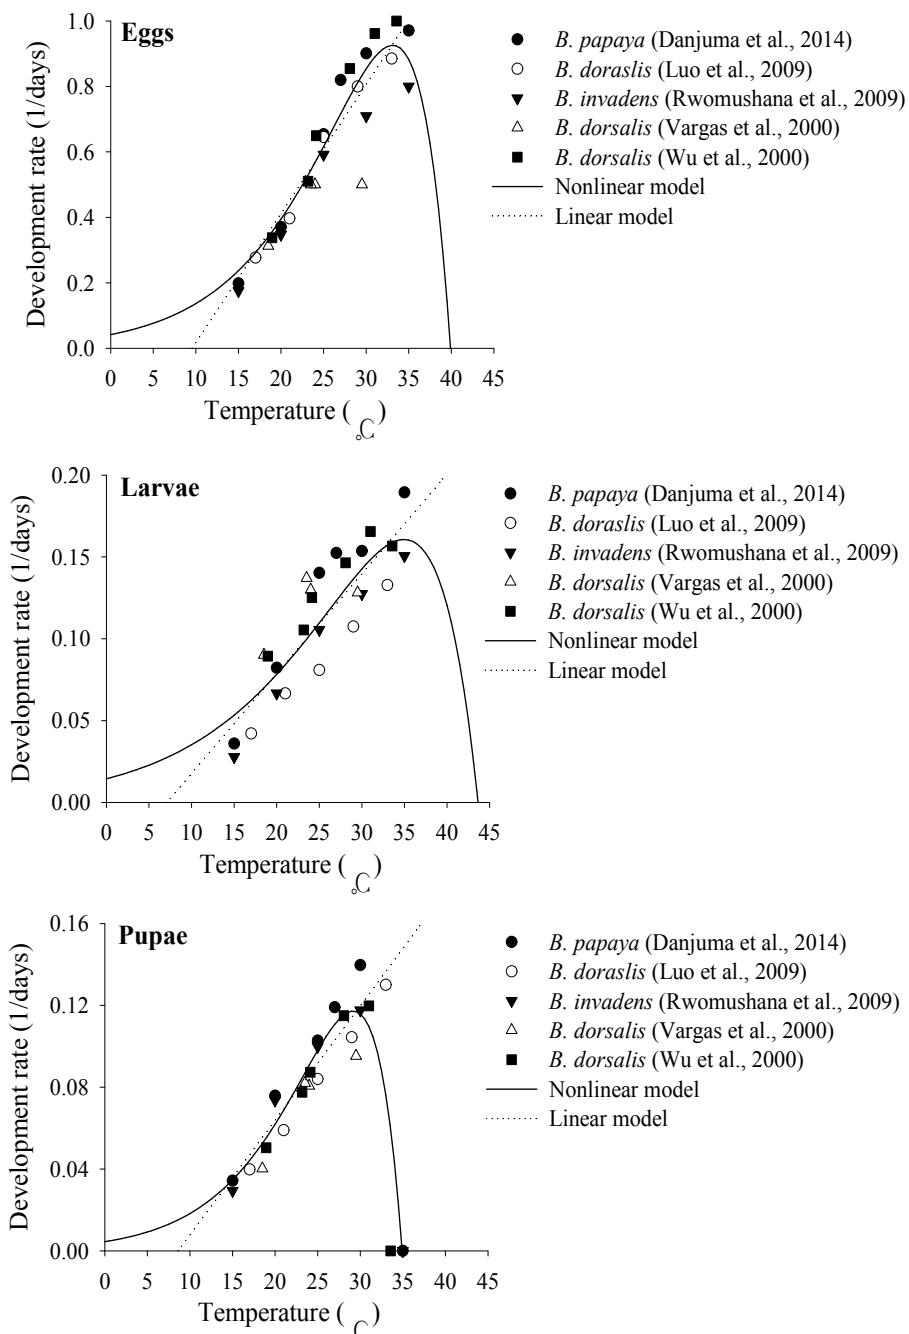 Eggs
Development rate (1/days)
1.0
0.8
0.6
0.4
0.2
0.0
0 5 10 15 20 25 30 35 40 45
Temperature (°C)
B. papaya (Danjuma et al., 2014)
B. doraslis (Luo et al., 2009)
B. invadens (Rwomushana et al., 2009)
B. dorsalis (Vargas et al., 2000)
B. dorsalis (Wu et al., 2000)
Nonlinear model
Linear model
Larvae
Development rate (1/days)
0.20
0.15
0.10
0.05
0.00
0 5 10 15 20 25 30 35 40 45
Temperature (°C)
B. papaya (Danjuma et al., 2014)
B. doraslis (Luo et al., 2009)
B. invadens (Rwomushana et al., 2009)
B. dorsalis (Vargas et al., 2000)
B. dorsalis (Wu et al., 2000)
Nonlinear model
Linear model
Pupae
Development rate (1/days)
0.16
0.12
0.08
0.04
0.00
0 5 10 15 20 25 30 35 40 45
Temperature (°C)
B. papaya (Danjuma et al., 2014)
B. doraslis (Luo et al., 2009)
B. invadens (Rwomushana et al., 2009)
B. dorsalis (Vargas et al., 2000)
B. dorsalis (Wu et al., 2000)
Nonlinear model
Linear model